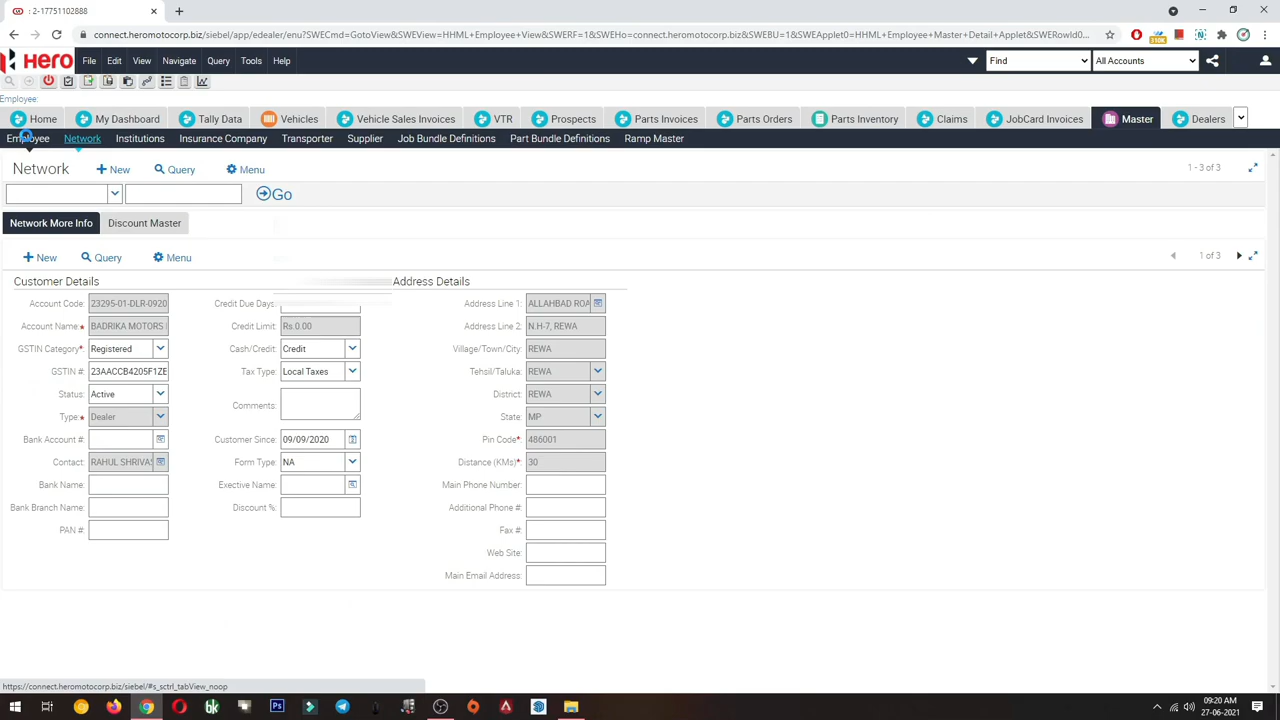 : 2-17751102888
connect.heromotocorp.biz/siebel/app/edealer/enu?SWECmd=GotoView&SWEView=HHML+Employee+View&SWERF=1&SWEHo=connect.heromotocorp.biz&SWEBU=1&SWEApplet0=HHML+Employee+Master+Detail+Applet&SWERowId0...
Hero File Edit View Navigate Query Tools Help Find All Accounts
Employee:
Home My Dashboard Tally Data Vehicles Vehicle Sales Invoices VTR Prospects Parts Invoices Parts Orders Parts Inventory Claims JobCard Invoices Master Dealers
Employee Network Institutions Insurance Company Transporter Supplier Job Bundle Definitions Part Bundle Definitions Ramp Master
Network New Query Menu 1 - 3 of 3
Go
Network More Info Discount Master
New Query Menu 1 of 3
Customer Details Address Details
Account Code: 23295-01-DLR-0920 Credit Due Days: Address Line 1: ALLAHBAD ROA
Account Name:* BADRIKA MOTORS Credit Limit: Rs.0.00 Address Line 2: N.H-7, REWA
GSTIN Category*: Registered Cash/Credit: Credit Village/Town/City: REWA
GSTIN #: 23AACCB4205F1ZE Tax Type: Local Taxes Tehsil/Taluka: REWA
Status: Active Comments: District: REWA
Type:* Dealer State: MP
Bank Account #: Customer Since: 09/09/2020 Pin Code* 486001
Contact: RAHUL SHRIVAS Form Type: NA Distance (KMs)*: 30
Bank Name: Exective Name: Main Phone Number:
Bank Branch Name: Discount %: Additional Phone #:
PAN #: Fax #:
Web Site:
Main Email Address:
https://connect.heromotocorp.biz/siebel/#s_sctrl_tabView_noop
09:20 AM
27-06-2021